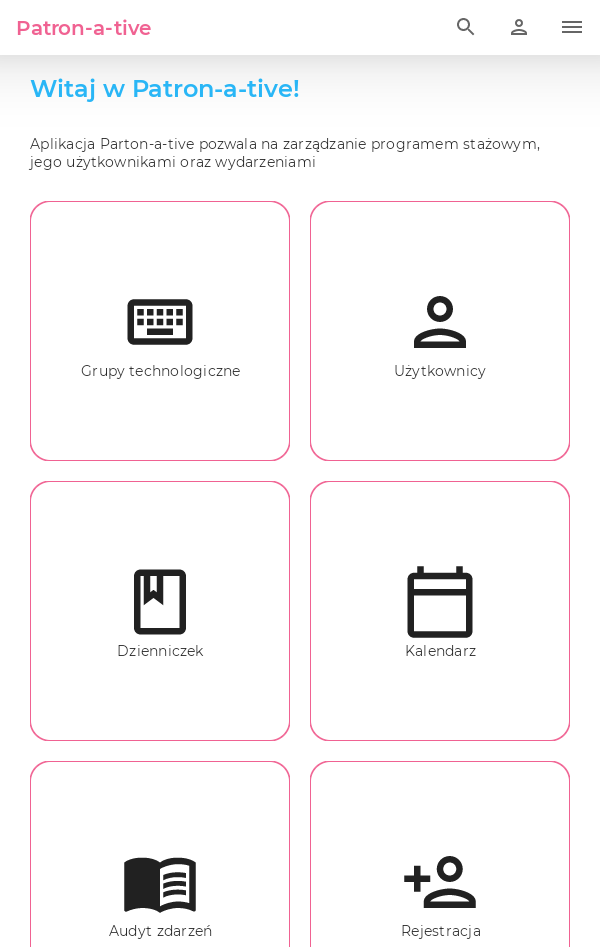 Patron-a-tive
Witaj w Patron-a-tive!
Aplikacja Parton-a-tive pozwala na zarządzanie programem stażowym,
jego użytkownikami oraz wydarzeniami
Grupy technologiczne
Użytkownicy
Dzienniczek
Kalendarz
Audyt zdarzeń
Rejestracja